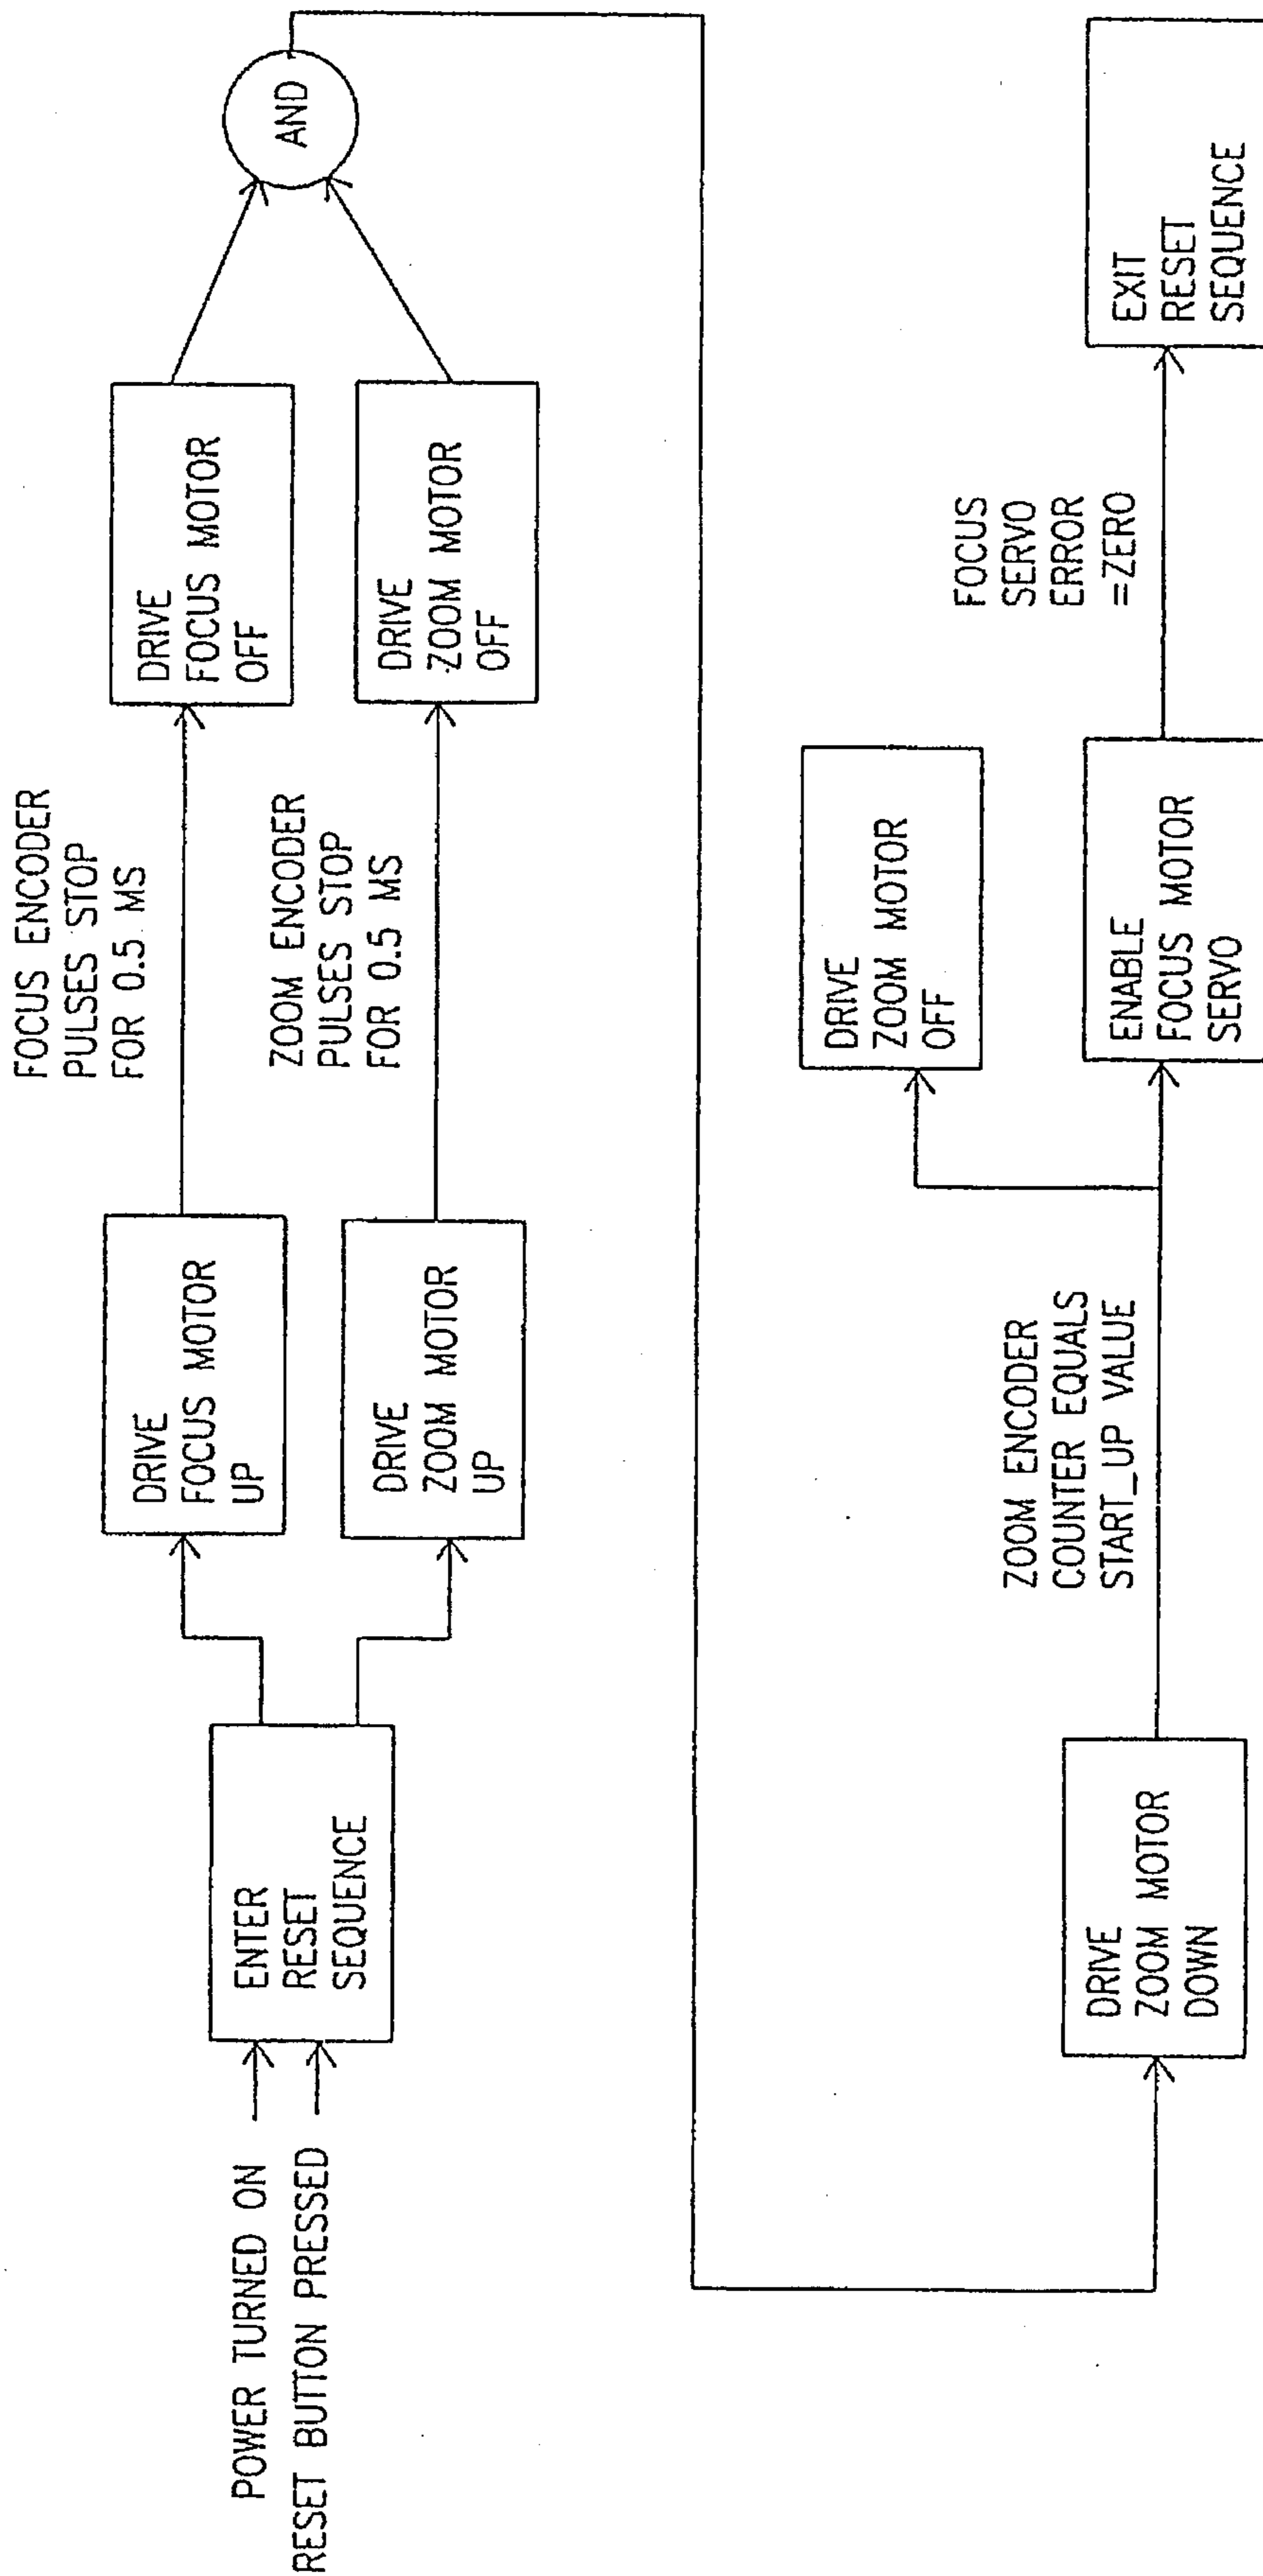 POWER TURNED ON
RESET BUTTON PRESSED
ENTER
RESET
SEQUENCE
DRIVE
FOCUS MOTOR
UP
DRIVE
ZOOM MOTOR
UP
FOCUS ENCODER
PULSES STOP
FOR 0.5 MS
ZOOM ENCODER
PULSES STOP
FOR 0.5 MS
DRIVE
FOCUS MOTOR
OFF
DRIVE
ZOOM MOTOR
OFF
AND
DRIVE
ZOOM MOTOR
DOWN
ZOOM ENCODER
COUNTER EQUALS
START_UP VALUE
DRIVE
ZOOM MOTOR
OFF
ENABLE
FOCUS MOTOR
SERVO
FOCUS
SERVO
ERROR
=ZERO
EXIT
RESET
SEQUENCE